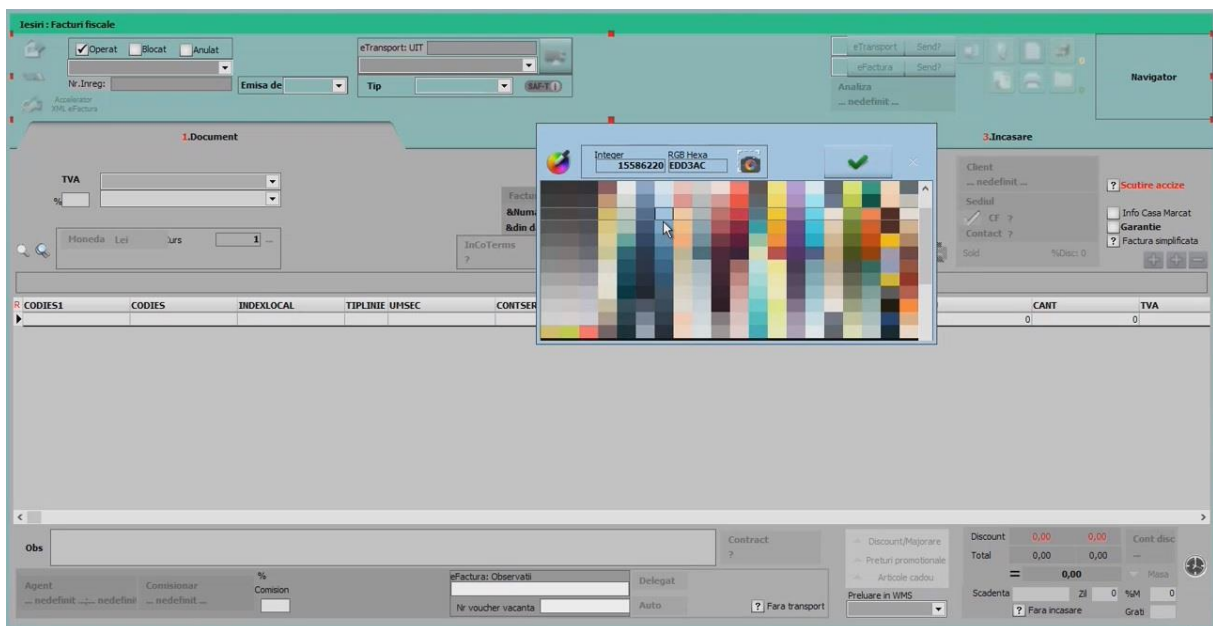 Iesiri : Facturi fiscale
Operat Blocat Anulat
eTransport: UIT
eTransport Send?
eFactura Send?
Nr.Inreg:
Emisa de
Tip
SAF-T
Analiza
... nedefinit ...
Navigator
Accelerator
XML eFactura
1.Document
3.Incasare
Integer RGB Hexa
15586220 EDD3AC
TVA
%
Client
... nedefinit ...
Sediul
CF ?
Contact ?
Sold %Disc: 0
? Scutire accize
Info Casa Marcat
Garantie
? Factura simplificata
&din d
Moneda Lei urs 1 ...
InCoTerms
?
R CODIES1 CODIES INDEXLOCAL TIPLINIE UMSEC CONTSER CANT TVA
0 0
Obs
Contract
?
Discount/Majorare
Preturi promotionale
Articole cadou
Preluare in WMS
Discount 0,00 0,00 Cont disc
Total 0,00 0,00 ...
= 0,00 Masa
Scadenta Zil 0 %M 0
? Fara incasare Grati
Agent
Comisionar
... nedefinit ...
%
Comision
eFactura: Observatii
Delegat
Nr voucher vacanta
Auto
? Fara transport